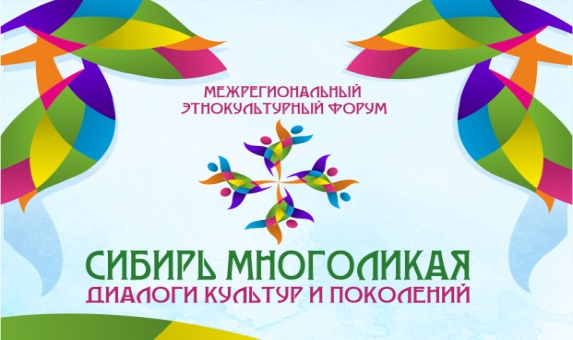 МЕЖРЕГИОНАЛЬНЫЙ
ЭТНОКУЛЬТУРНЫЙ ФОРУМ
СИБИРЬ МНОГОЛИКАЯ
ДИАЛОГИ КУЛЬТУР И ПОКОЛЕНИЙ